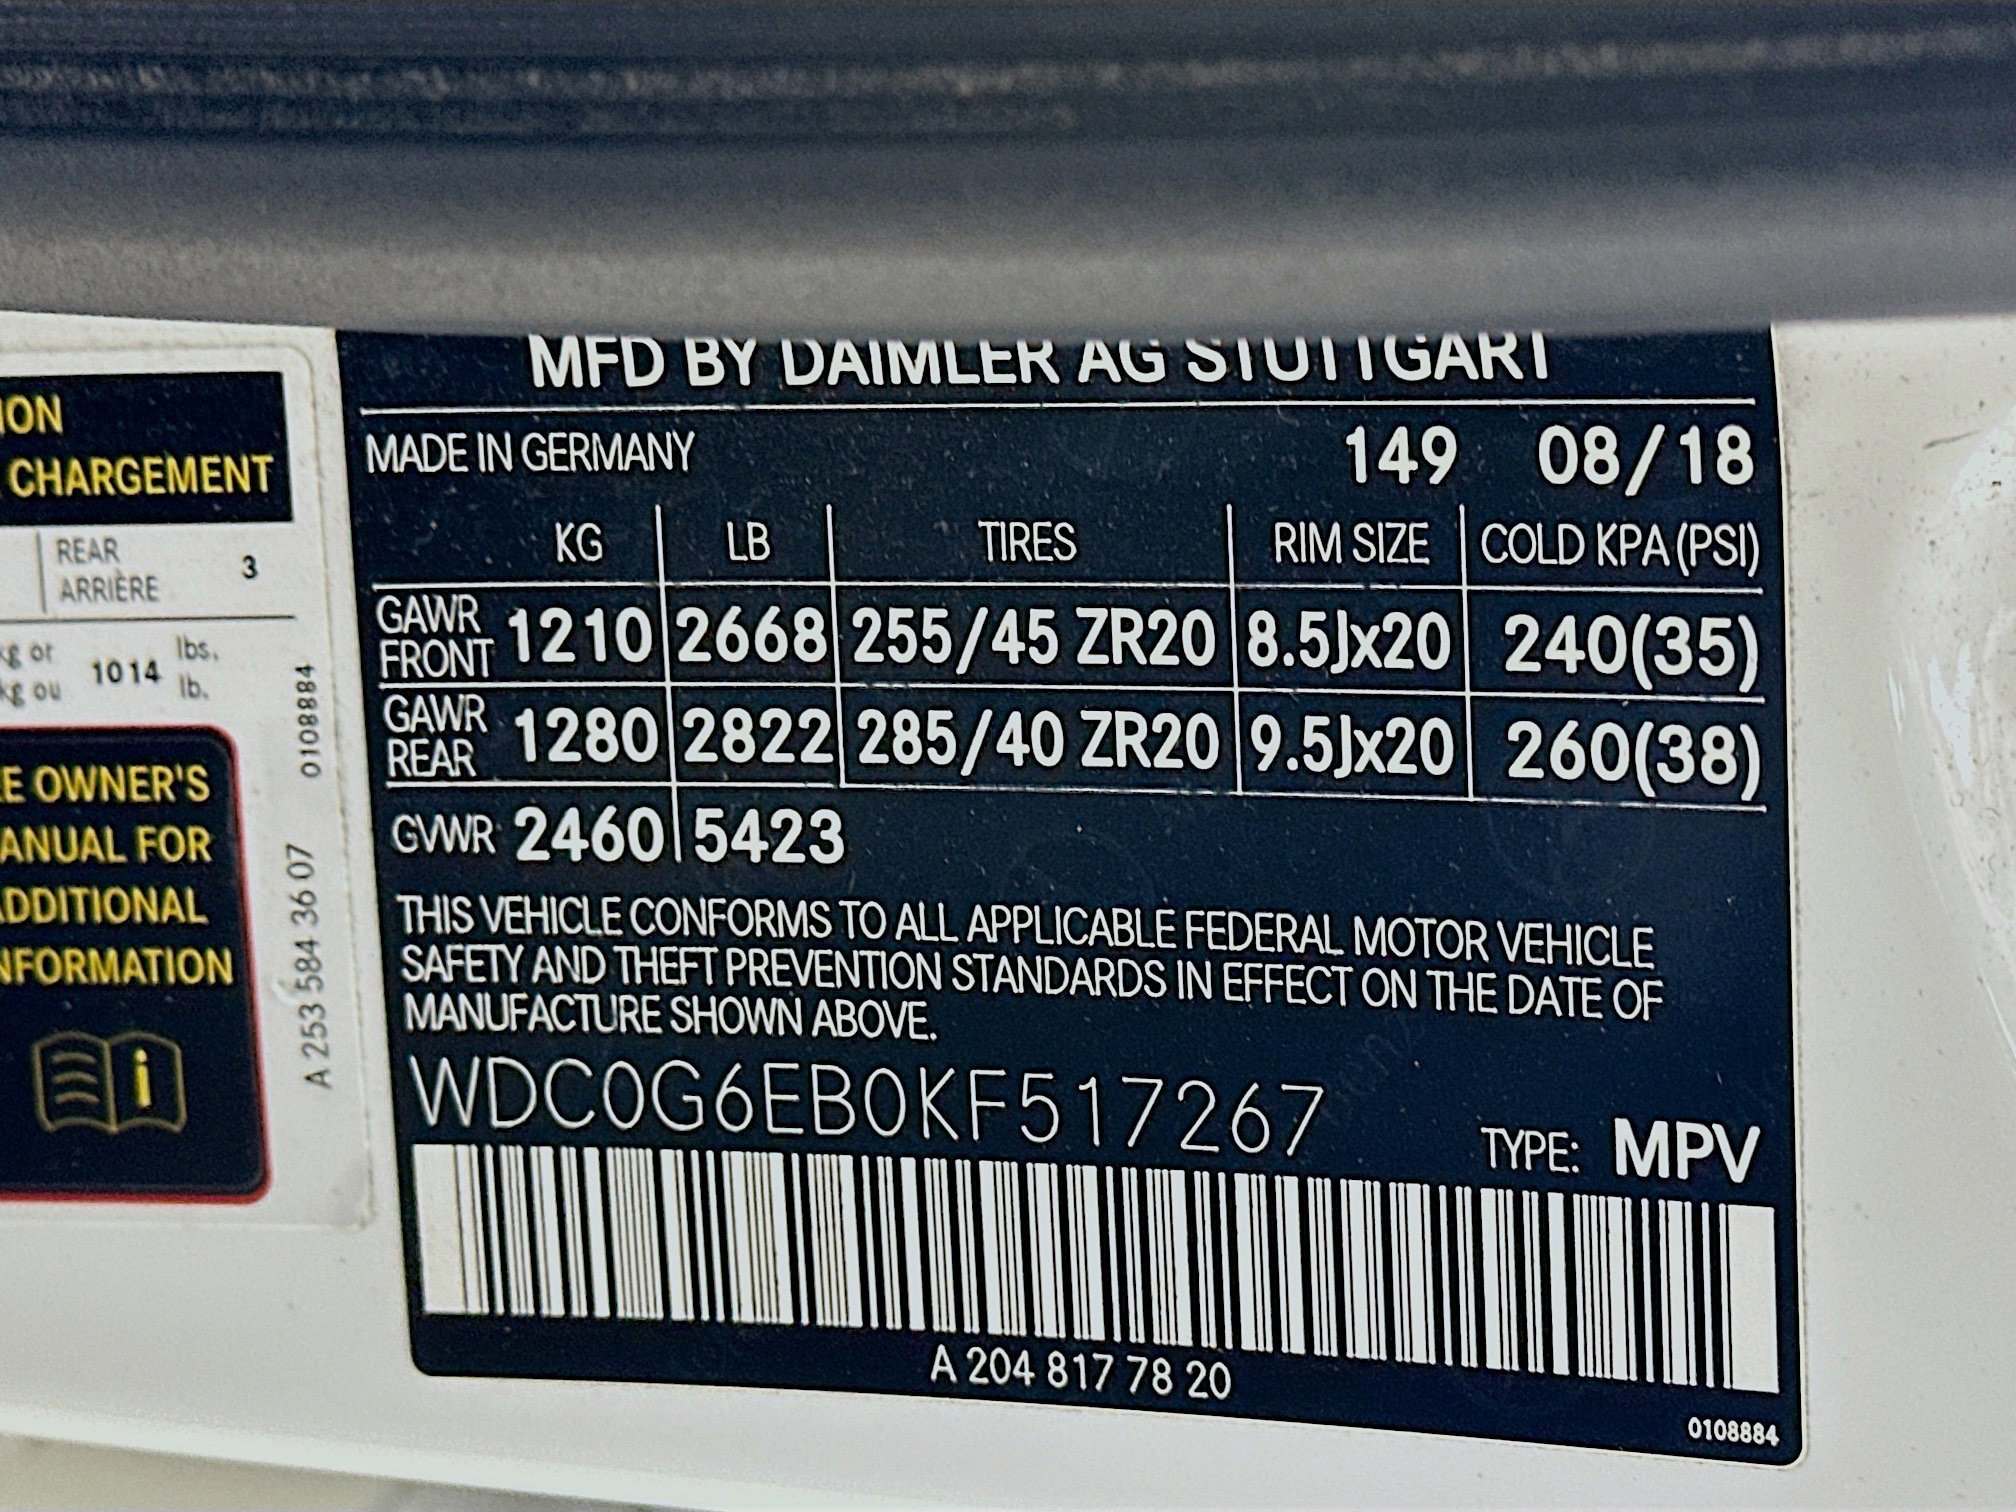 MFD BY DAIMLER AG STUTTGART
MADE IN GERMANY 149 08/18
KG LB TIRES RIM SIZE COLD KPA (PSI)
GAWR FRONT 1210 2668 255/45 ZR20 8.5Jx20 240(35)
GAWR REAR 1280 2822 285/40 ZR20 9.5Jx20 260(38)
GVWR 2460 5423
THIS VEHICLE CONFORMS TO ALL APPLICABLE FEDERAL MOTOR VEHICLE
SAFETY AND THEFT PREVENTION STANDARDS IN EFFECT ON THE DATE OF
MANUFACTURE SHOWN ABOVE.
WDC0G6EB0KF517267
TYPE: MPV
A 204 817 78 20
0108884
ION
CHARGEMENT
REAR
ARRIÈRE 3
kg or 1014 lbs.
kg ou lb.
E OWNER'S
ANUAL FOR
ADDITIONAL
NFORMATION
i
A 253 584 36 07 0108884